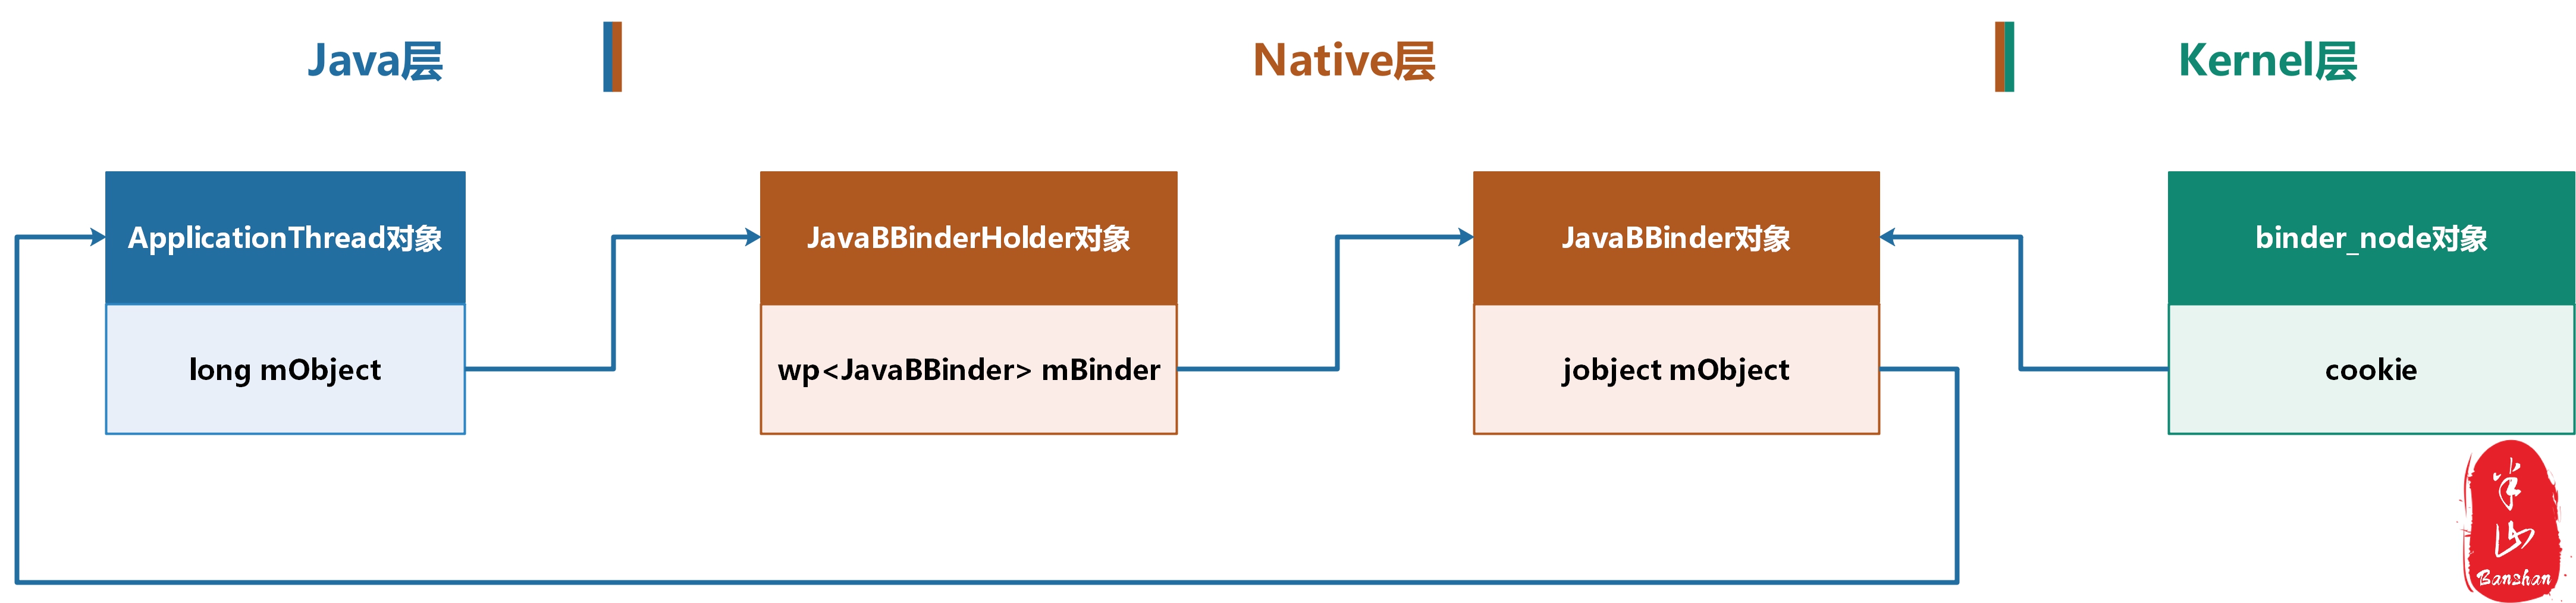 Java层
Native层
Kernel层
ApplicationThread对象
JavaBBinderHolder对象
JavaBBinder对象
binder_node对象
long mObject
wp<JavaBBinder> mBinder
jobject mObject
cookie
半山
Banshan